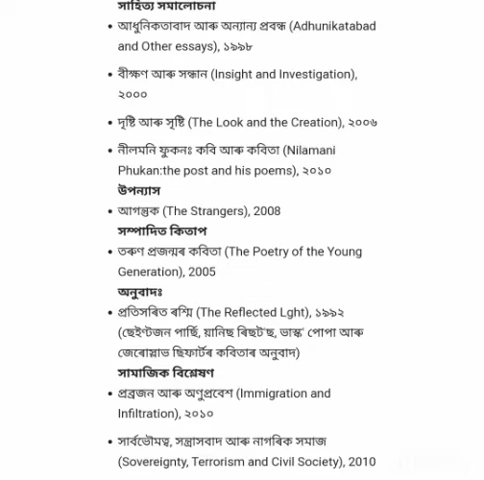 সাহিত্য সমালোচনা
• আধুনিকতাবাদ আৰু অন্যান্য প্ৰবন্ধ (Adhunikatabad
and Other essays), ১৯৯৮
• বীক্ষণ আৰু সন্ধান (Insight and Investigation),
২০০০
• দৃষ্টি আৰু সৃষ্টি (The Look and the Creation), ২০০৬
• নীলমনি ফুকনঃ কবি আৰু কবিতা (Nilamani
Phukan:the post and his poems), ২০১০
উপন্যাস
• আগন্তুক (The Strangers), 2008
সম্পাদিত কিতাপ
• তৰুণ প্ৰজন্মৰ কবিতা (The Poetry of the Young
Generation), 2005
অনুবাদঃ
• প্ৰতিসৰিত ৰশ্মি (The Reflected Lght), ১৯৯২
(ছেইণ্টজন পাৰ্ছি, য়ানিছ ৰিছট'ছ, ভাস্ক' পোপা আৰু
জেৰোস্লাভ ছিফাৰ্টৰ কবিতাৰ অনুবাদ)
সামাজিক বিশ্লেষণ
• প্ৰব্ৰজন আৰু অণুপ্ৰবেশ (Immigration and
Infiltration), ২০১০
• সাৰ্বভৌমত্ব, সন্ত্ৰাসবাদ আৰু নাগৰিক সমাজ
(Sovereignty, Terrorism and Civil Society), 2010